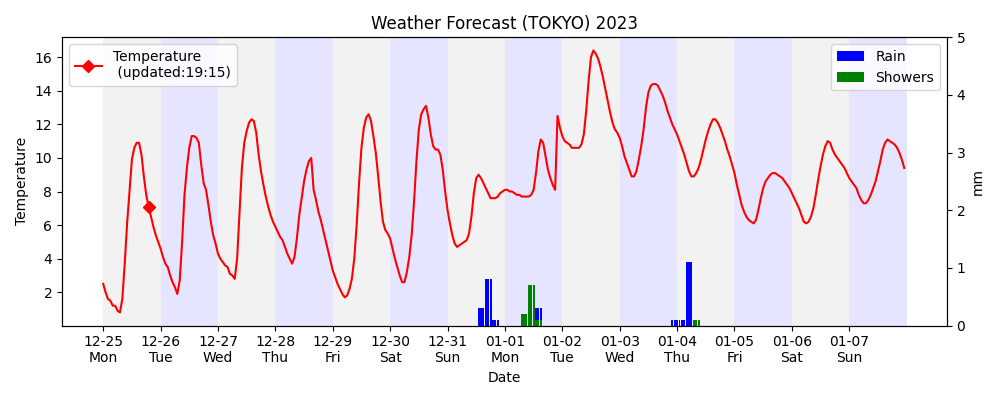 Weather Forecast (TOKYO) 2023
Temperature
(updated:19:15)
Rain
Showers
Temperature
16
14
12
10
8
6
4
2
5
4
3
2
1
0
mm
12-25 12-26 12-27 12-28 12-29 12-30 12-31 01-01 01-02 01-03 01-04 01-05 01-06 01-07
Mon Tue Wed Thu Fri Sat Sun Mon Tue Wed Thu Fri Sat Sun
Date